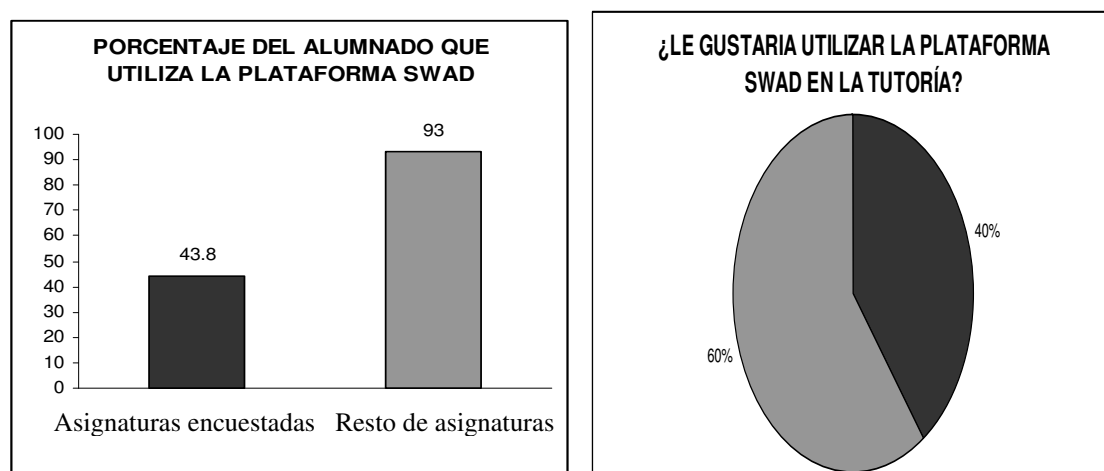 PORCENTAJE DEL ALUMNADO QUE
UTILIZA LA PLATAFORMA SWAD
100
90
80
70
60
50
40
30
20
10
0
43.8
93
Asignaturas encuestadas
Resto de asignaturas
¿LE GUSTARIA UTILIZAR LA PLATAFORMA
SWAD EN LA TUTORÍA?
40%
60%